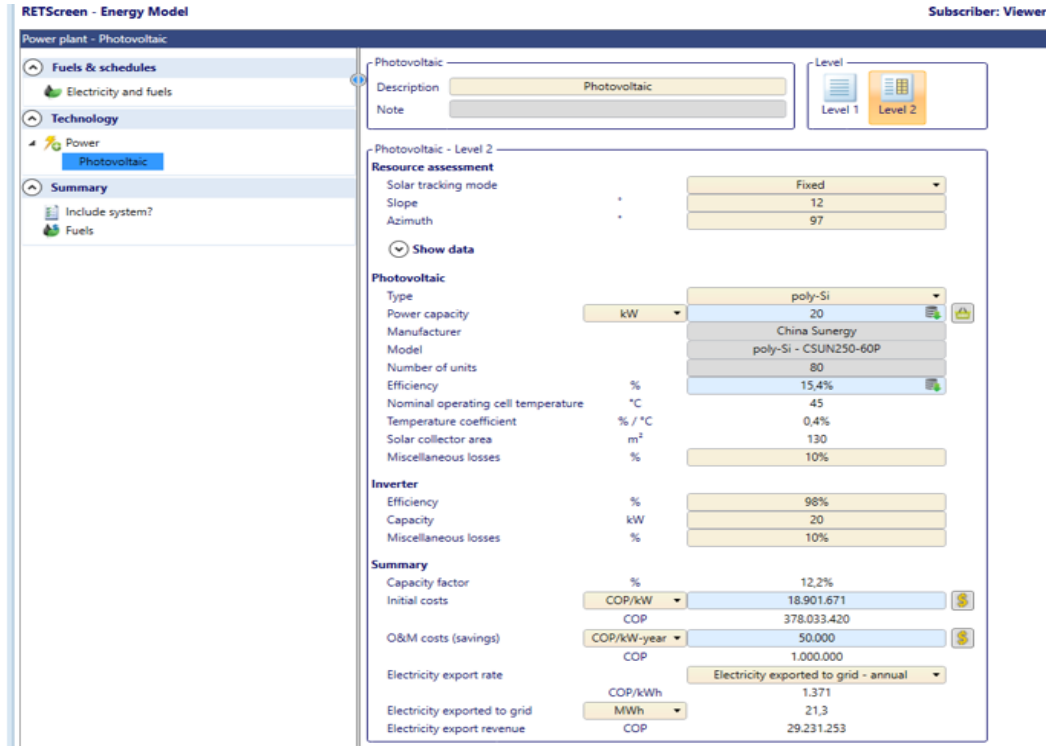 RETScreen - Energy Model
Subscriber: Viewer
Power plant - Photovoltaic
Fuels & schedules
Electricity and fuels
Technology
Power
Photovoltaic
Summary
Include system?
Fuels
Photovoltaic
Description Photovoltaic
Note
Level
Level 1 Level 2
Photovoltaic - Level 2
Resource assessment
Solar tracking mode Fixed
Slope ° 12
Azimuth ° 97
Show data
Photovoltaic
Type poly-Si
Power capacity kW 20
Manufacturer China Sunergy
Model poly-Si - CSUN250-60P
Number of units 80
Efficiency % 15,4%
Nominal operating cell temperature °C 45
Temperature coefficient % / °C 0,4%
Solar collector area m² 130
Miscellaneous losses % 10%
Inverter
Efficiency % 98%
Capacity kW 20
Miscellaneous losses % 10%
Summary
Capacity factor % 12,2%
Initial costs COP/kW 18.901.671 $
COP 378.033.420
O&M costs (savings) COP/kW-year 50.000 $
COP 1.000.000
Electricity export rate Electricity exported to grid - annual
COP/kWh 1.371
Electricity exported to grid MWh 21,3
Electricity export revenue COP 29.231.253